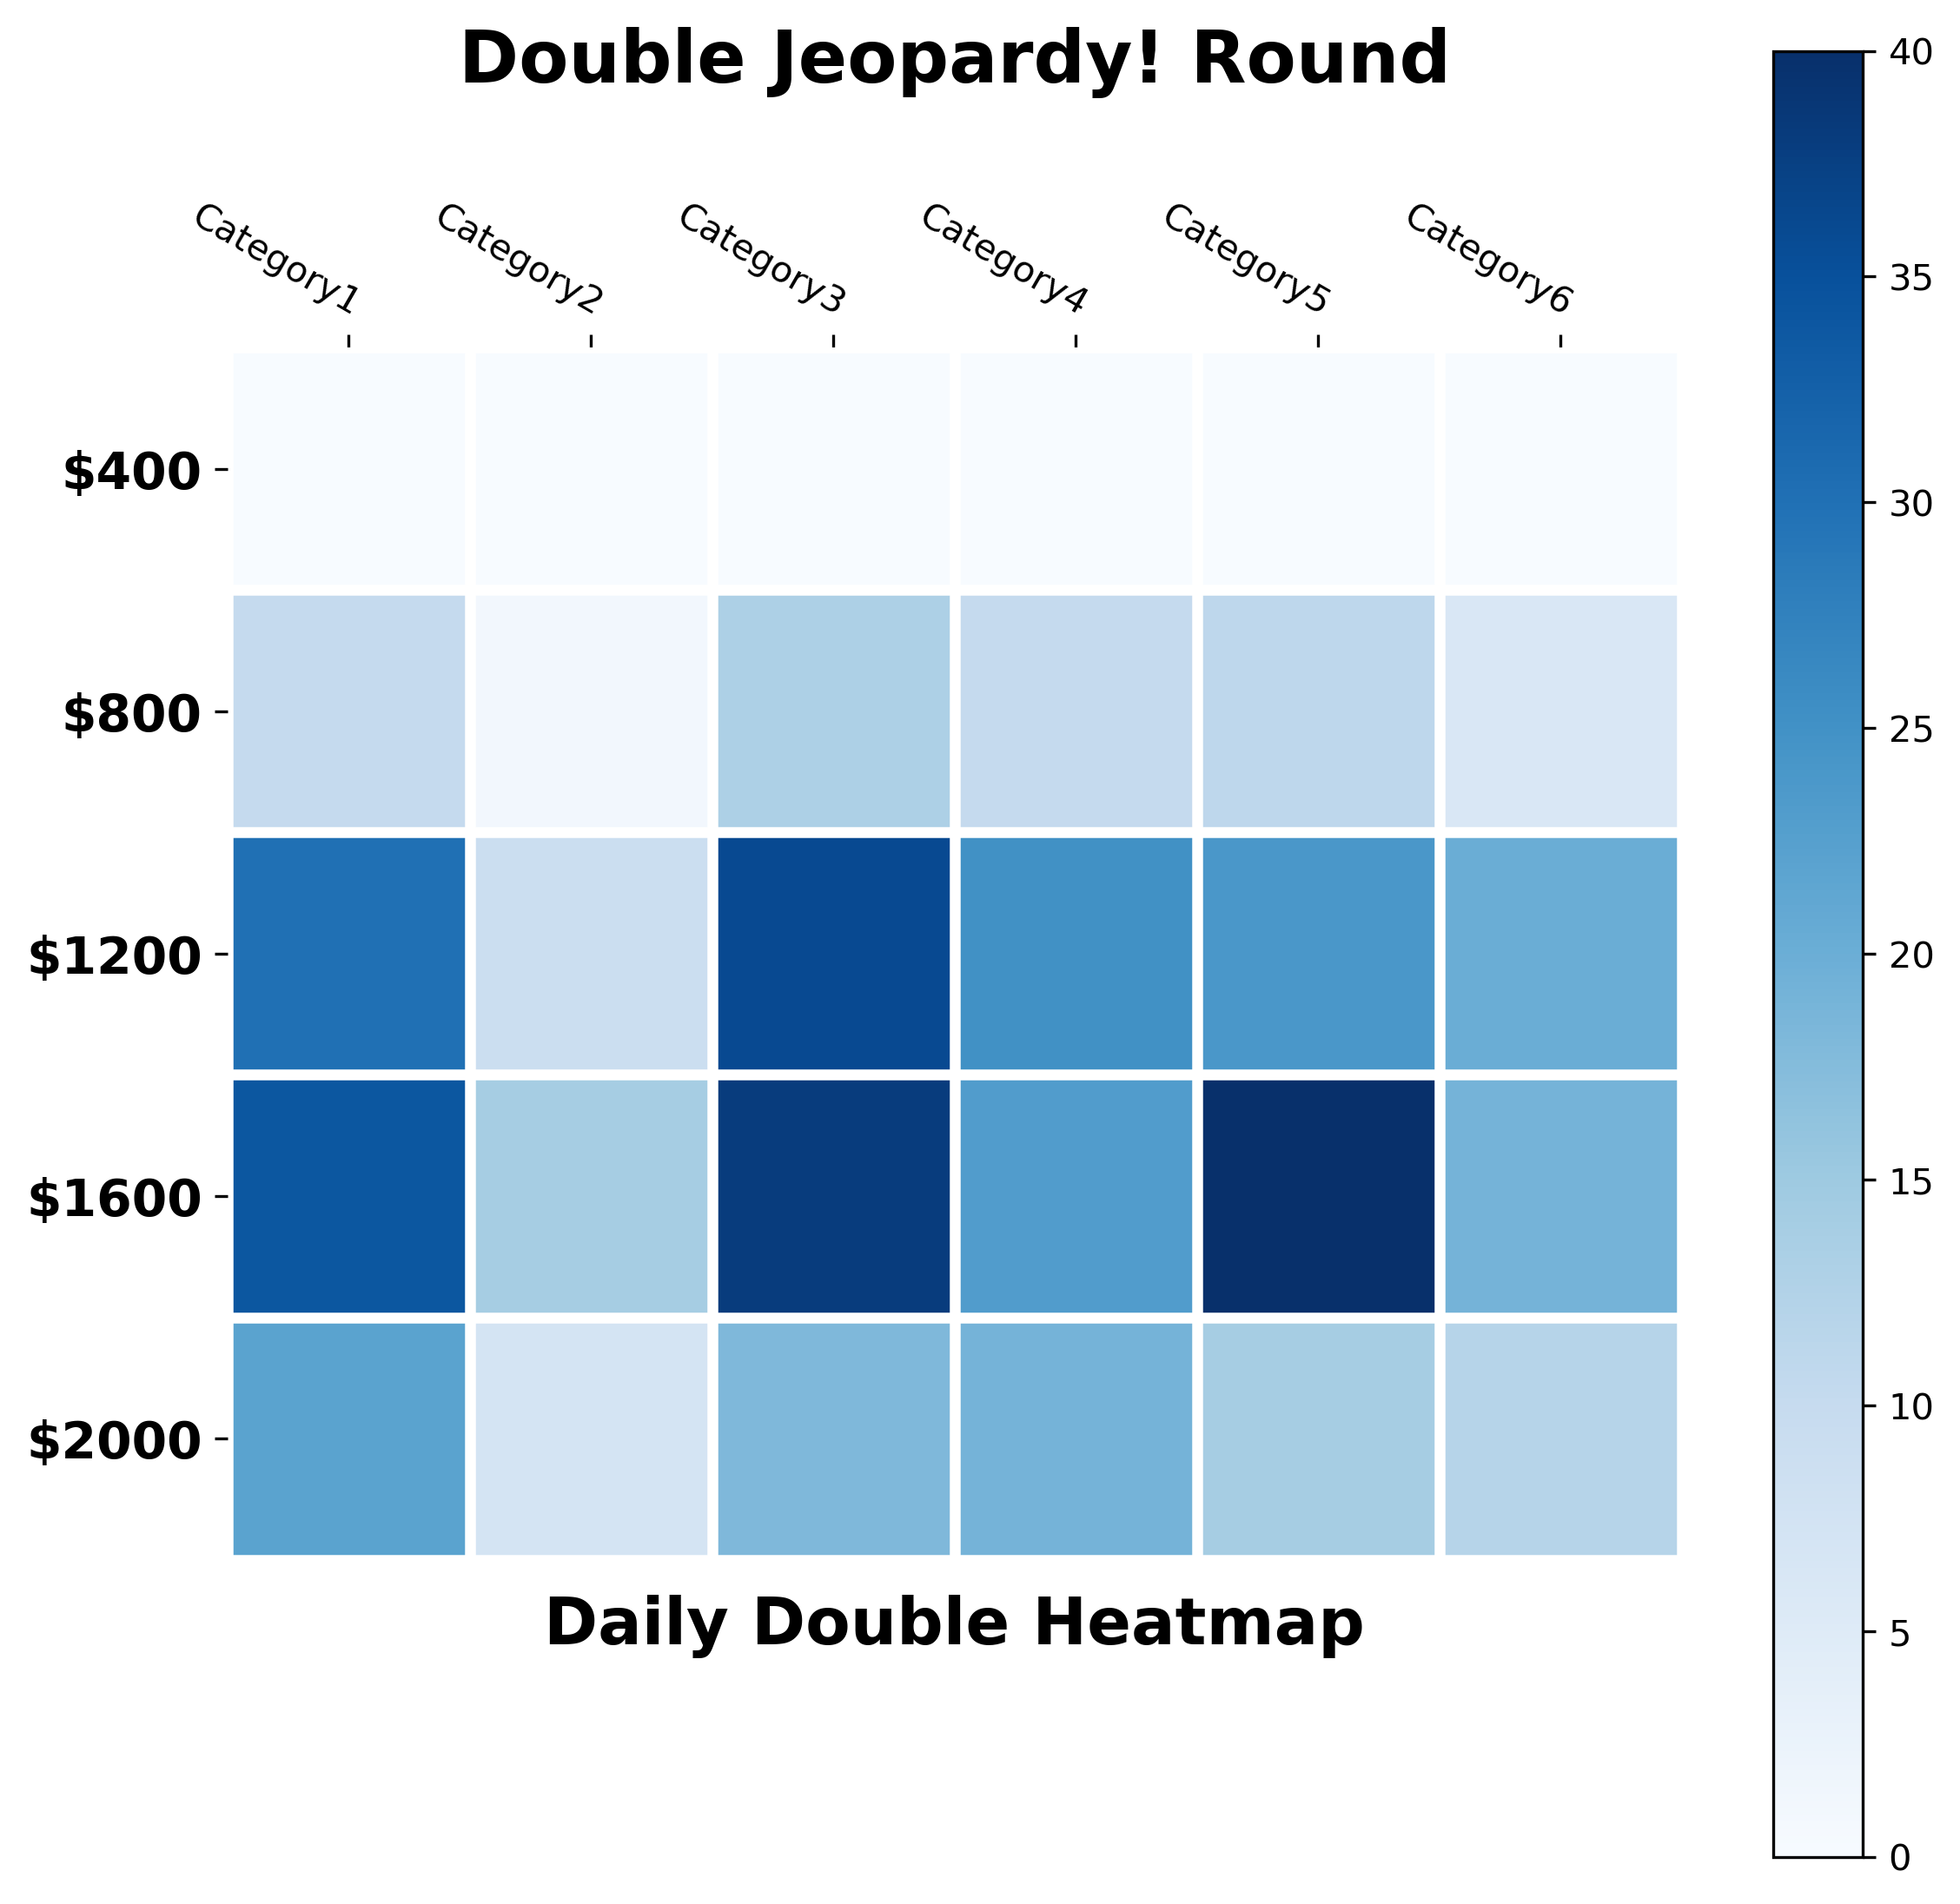 Double Jeopardy! Round
Category1
Category2
Category3
Category4
Category5
Category6
$400
$800
$1200
$1600
$2000
Daily Double Heatmap
40
35
30
25
20
15
10
5
0